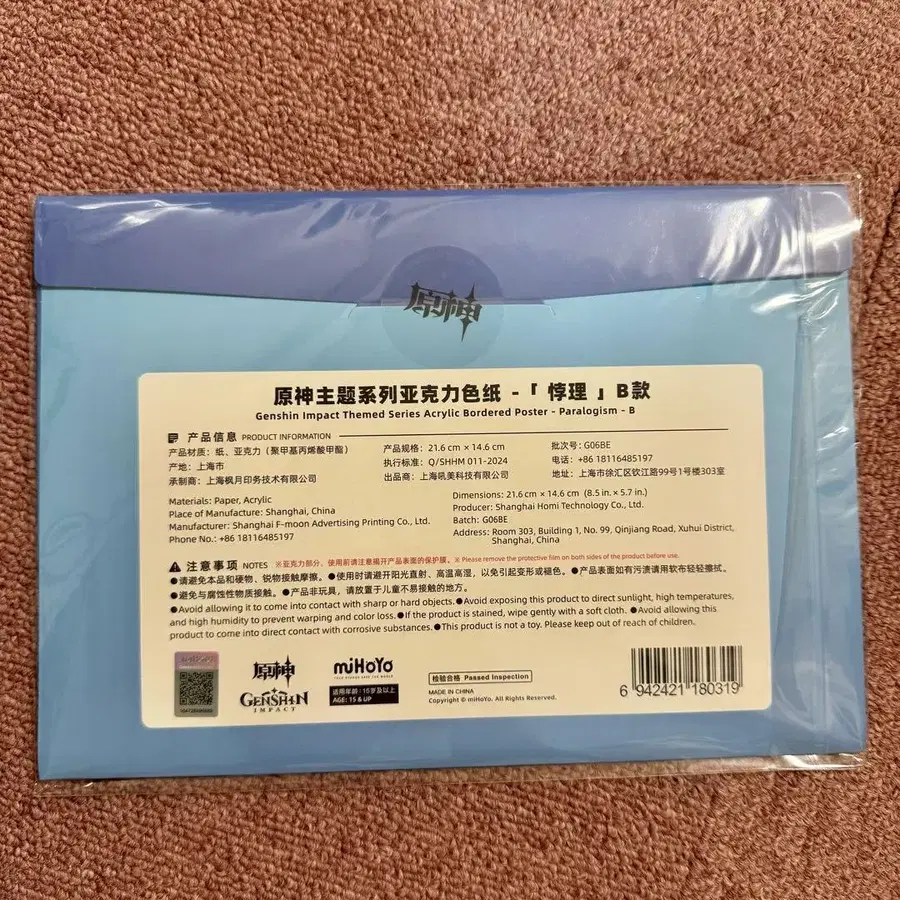 原神
原神主题系列亚克力色纸 -「 悖理 」B款
Genshin Impact Themed Series Acrylic Bordered Poster - Paralogism - B
产品信息 PRODUCT INFORMATION
产品材质：纸、亚克力（聚甲基丙烯酸甲酯）
产地：上海市
承制商：上海枫月印务技术有限公司
产品规格：21.6 cm × 14.6 cm
执行标准：Q/SHHM 011-2024
出品商：上海吼美科技有限公司
批次号：G06BE
电话：+86 18116485197
地址：上海市徐汇区钦江路99号1号楼303室
Materials: Paper, Acrylic
Place of Manufacture: Shanghai, China
Manufacturer: Shanghai F-moon Advertising Printing Co., Ltd.
Phone No.: +86 18116485197
Dimensions: 21.6 cm × 14.6 cm (8.5 in. × 5.7 in.)
Producer: Shanghai Homi Technology Co., Ltd.
Batch: G06BE
Address: Room 303, Building 1, No. 99, Qinjiang Road, Xuhui District,
Shanghai, China
注意事项 NOTES ※亚克力部分，使用前请注意揭开产品表面的保护膜。※ Please remove the protective film on both sides of the product before use.
●请避免本品和硬物、锐物接触摩擦。●使用时请避开阳光直射、高温高湿，以免引起变形或褪色。●产品表面如有污渍请用软布轻轻擦拭。
●避免与腐蚀性物质接触。●产品非玩具，请放置于儿童不易接触的地方。
●Avoid allowing it to come into contact with sharp or hard objects.●Avoid exposing this product to direct sunlight, high temperatures,
and high humidity to prevent warping and color loss.●If the product is stained, wipe gently with a soft cloth. ●Avoid allowing this
product to come into direct contact with corrosive substances.●This product is not a toy. Please keep out of reach of children.
原神
GENSHIN
IMPACT
miHoYo
TECH OTAKUS SAVE THE WORLD
适用年龄：15岁及以上
AGE: 15 & UP
检验合格 Passed Inspection
MADE IN CHINA
Copyright © miHoYo. All Rights Reserved.
6 942421 180319